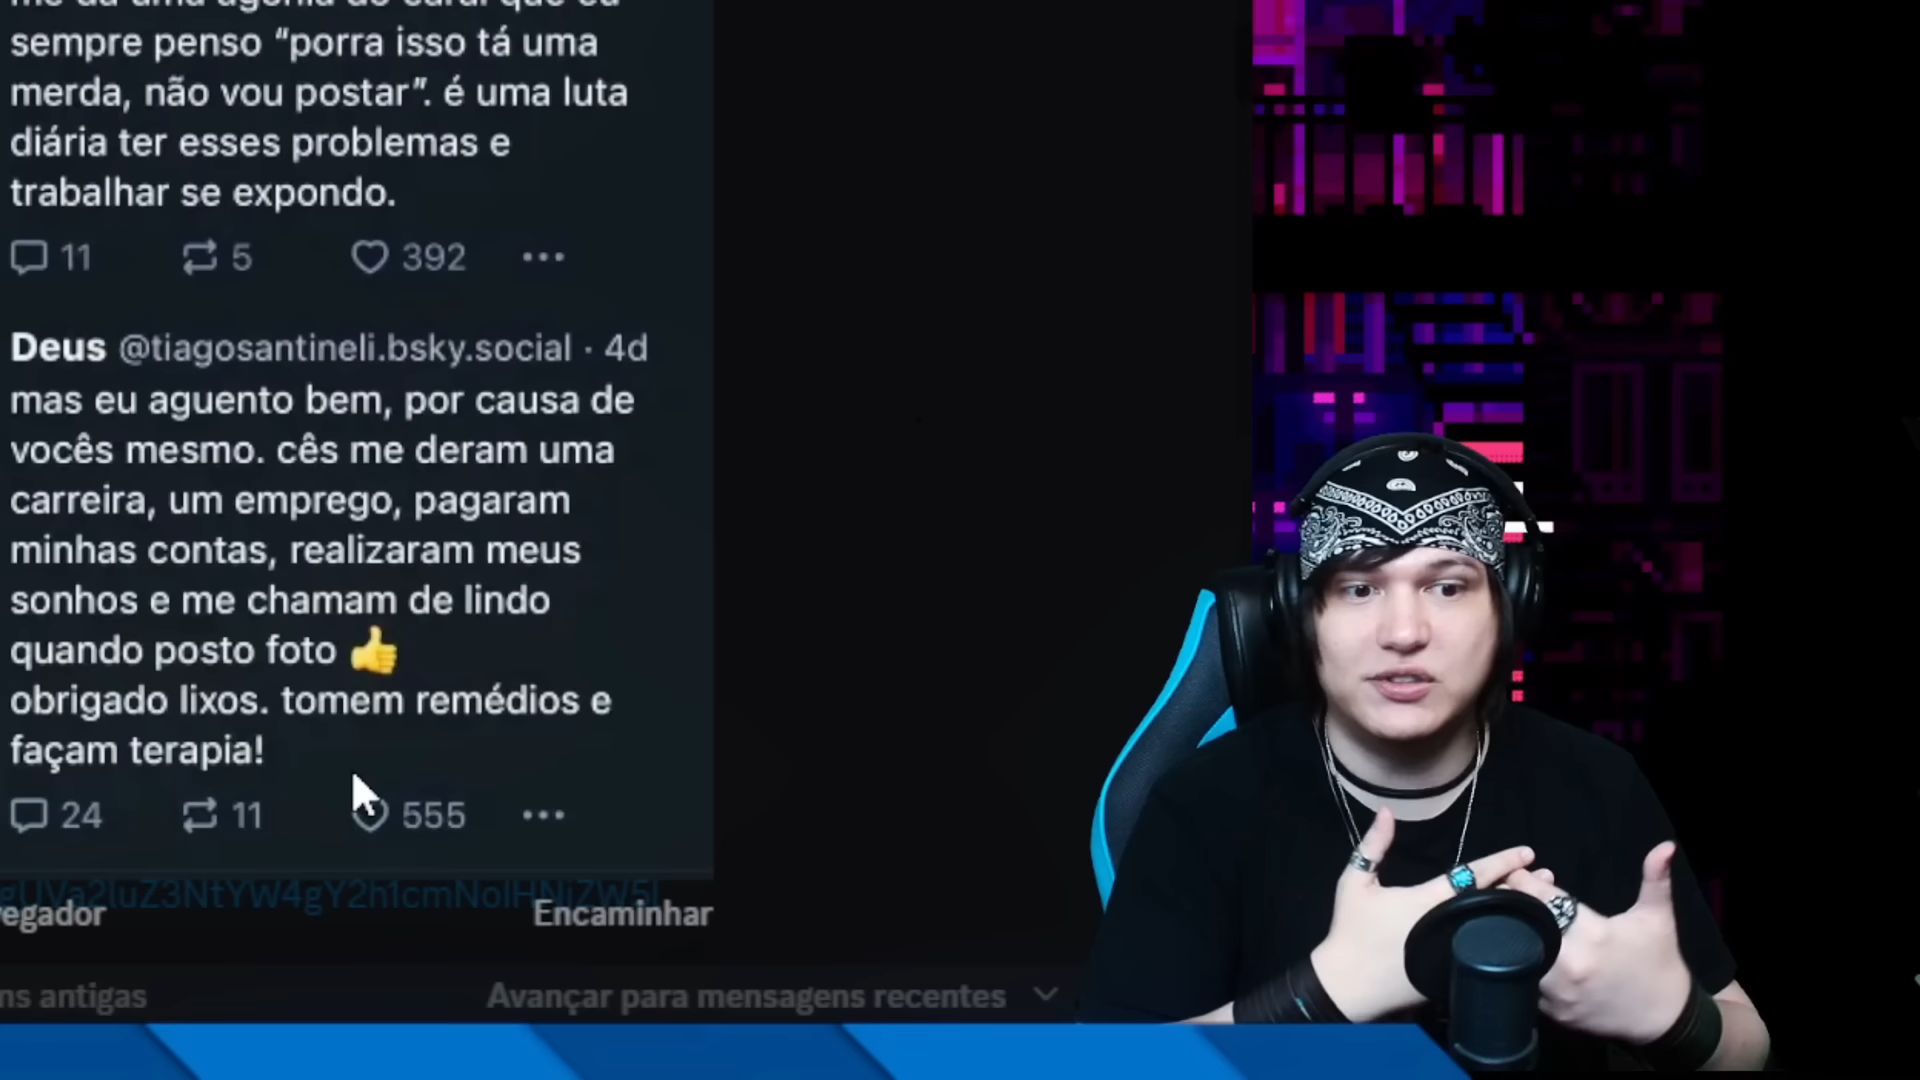 sempre penso “porra isso tá uma
merda, não vou postar”. é uma luta
diária ter esses problemas e
trabalhar se expondo.
11 5 392 ...
Deus @tiagosantineli.bsky.social · 4d
mas eu aguento bem, por causa de
vocês mesmo. cês me deram uma
carreira, um emprego, pagaram
minhas contas, realizaram meus
sonhos e me chamam de lindo
quando posto foto 👍
obrigado lixos. tomem remédios e
façam terapia!
24 11 555 ...
egador Encaminhar
ns antigas Avançar para mensagens recentes